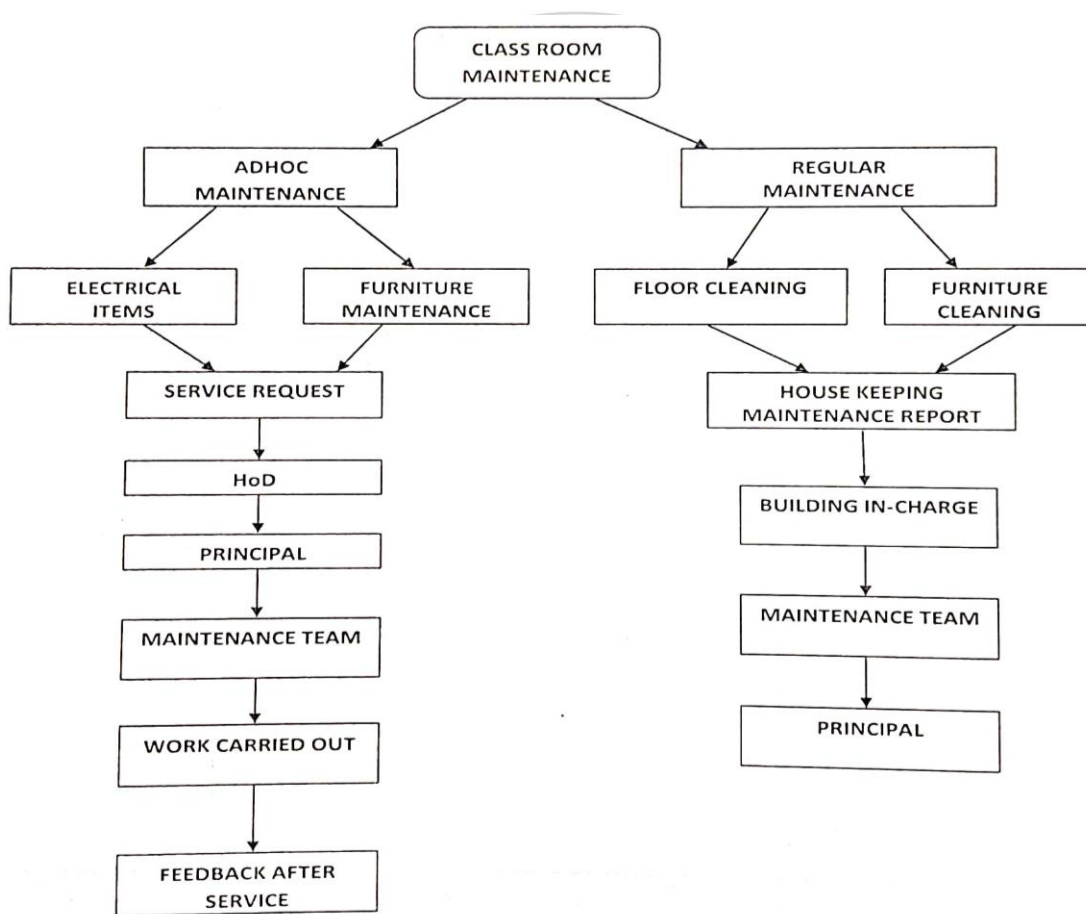 CLASS ROOM
MAINTENANCE
ADHOC
MAINTENANCE
REGULAR
MAINTENANCE
ELECTRICAL
ITEMS
FURNITURE
MAINTENANCE
FLOOR CLEANING
FURNITURE
CLEANING
SERVICE REQUEST
HOUSE KEEPING
MAINTENANCE REPORT
HoD
BUILDING IN-CHARGE
PRINCIPAL
MAINTENANCE TEAM
MAINTENANCE TEAM
WORK CARRIED OUT
PRINCIPAL
FEEDBACK AFTER
SERVICE